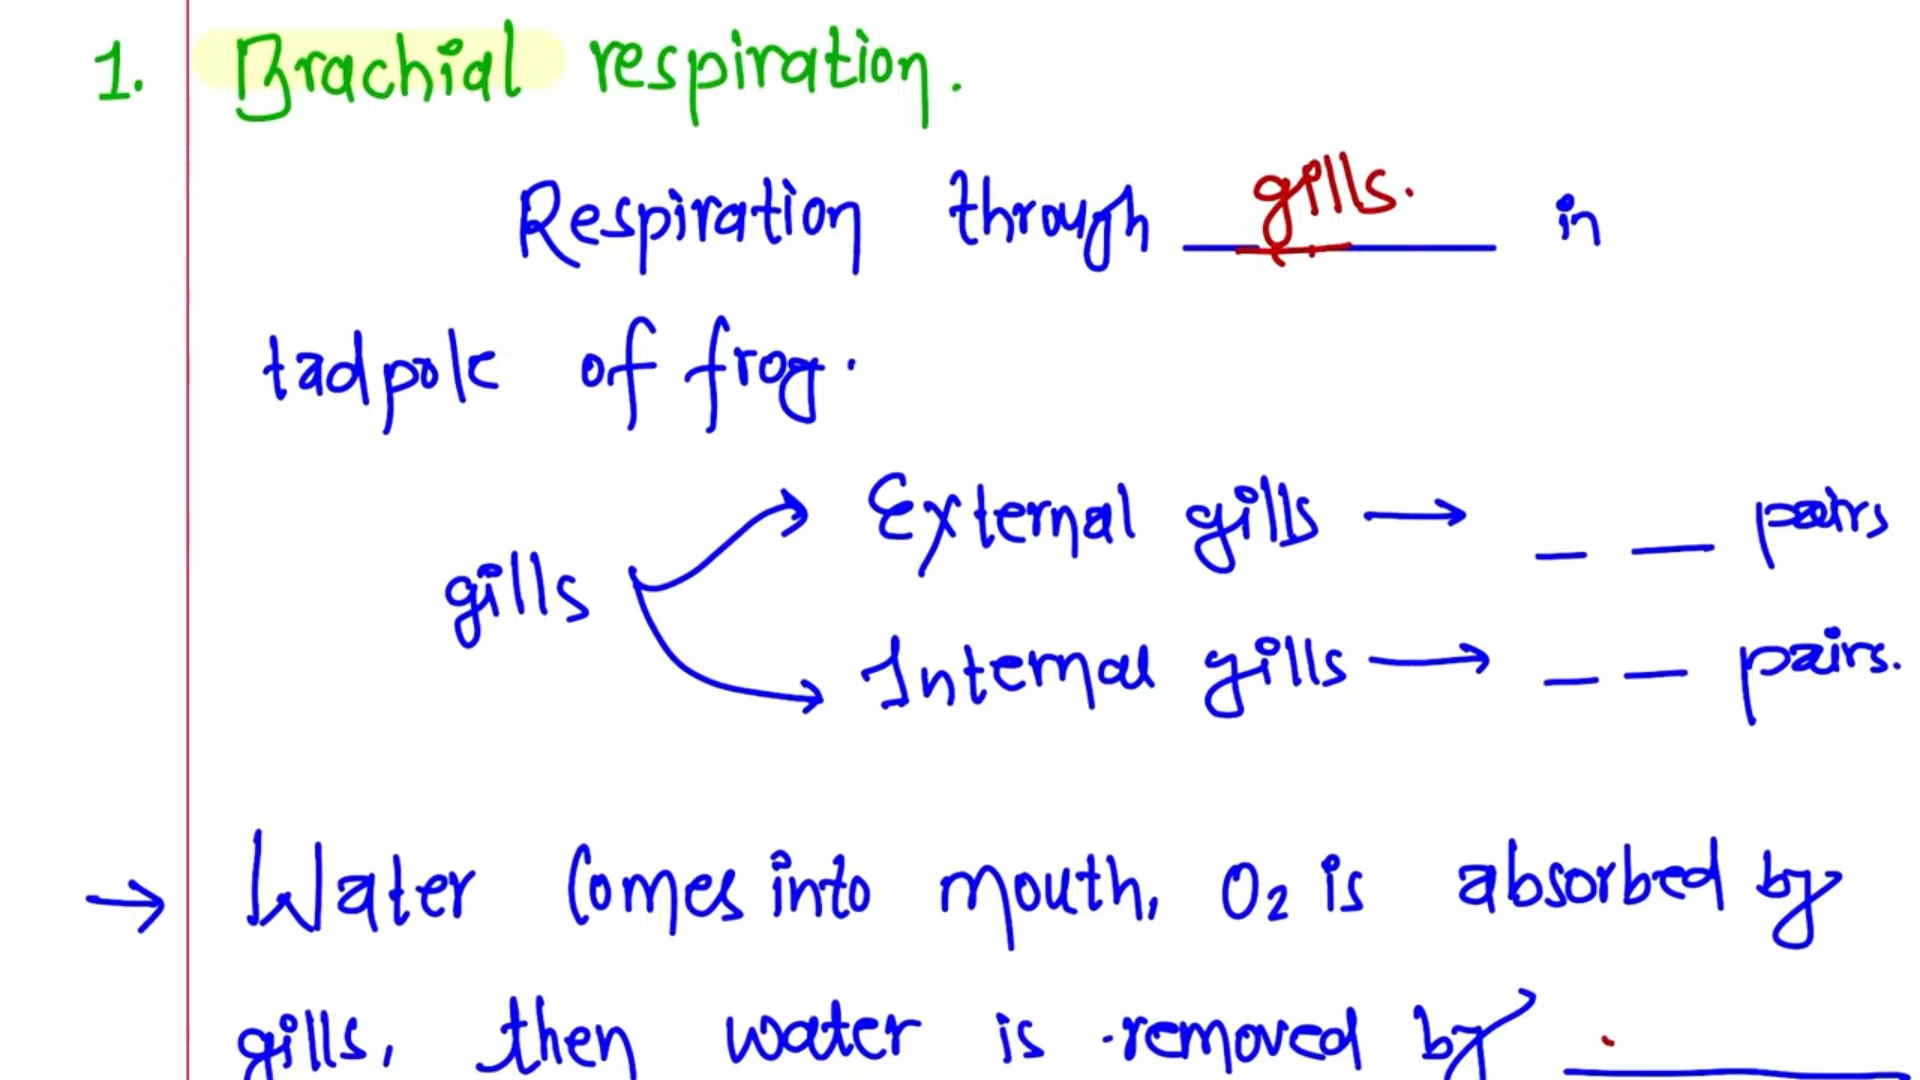 1. Brachial respiration.
Respiration through gills. in
tadpole of frog.
gills → External gills → _ _ pairs
→ Internal gills → _ _ pairs.
→ Water comes into mouth, O2 is absorbed by
gills, then water is removed by ____